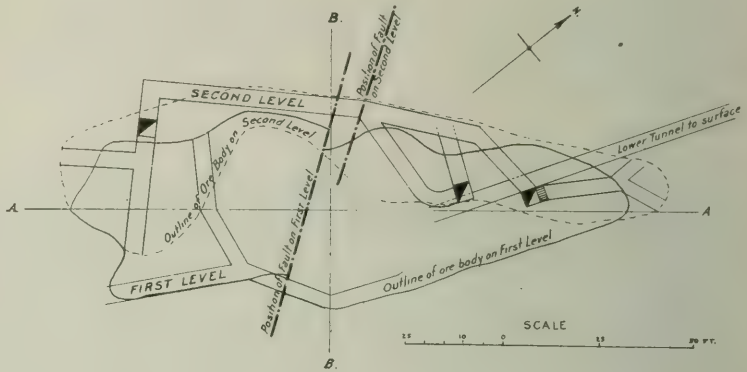 B.
N.
Position of Fault
on Second Level
SECOND LEVEL
Outline of Ore Body on Second Level
Lower Tunnel to surface
A.
A
Position of Fault on First Level
Outline of ore body on First Level
FIRST LEVEL
B.
SCALE
25 10 0 25 50 FT.